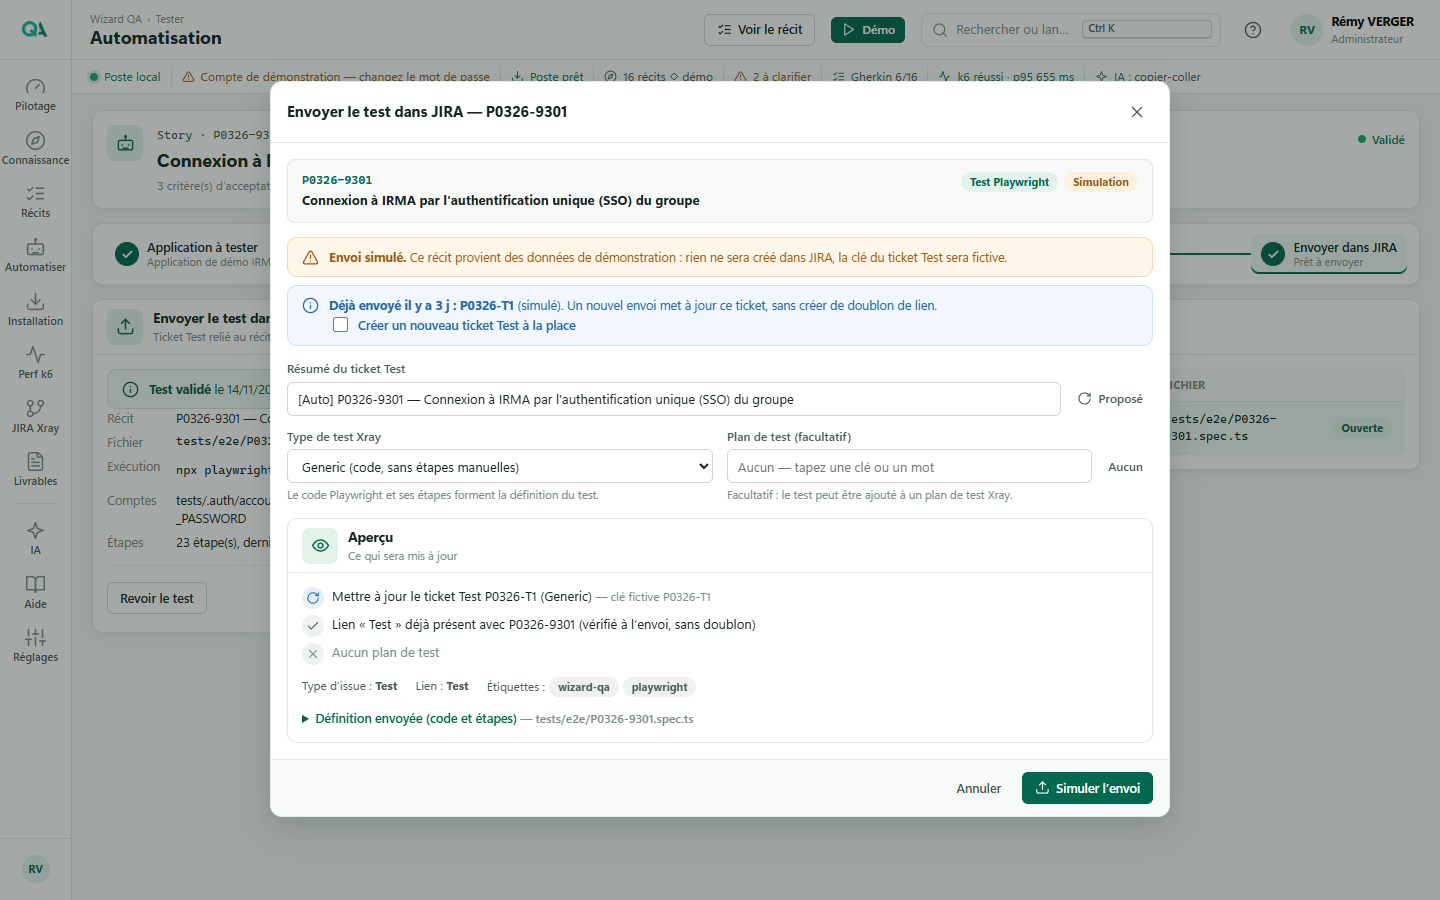 QA
Wizard QA › Tester
Automatisation
Voir le récit
Démo
Rechercher ou lan...
Ctrl K
RV
Rémy VERGER
Administrateur
Poste local
Compte de démonstration — changez le mot de passe
Poste prêt
16 récits ◇ démo
2 à clarifier
Gherkin 6/16
k6 réussi · p95 655 ms
IA : copier-coller
Pilotage
Connaissance
Récits
Automatiser
Installation
Perf k6
JIRA Xray
Livrables
IA
Aide
Réglages
RV
Story · P0326-93
Connexion à
3 critère(s) d'acceptat
Validé
Application à tester
Application de démo IRM
Envoyer dans JIRA
Prêt à envoyer
Envoyer le test dan
Ticket Test relié au récit
Test validé le 14/11/20
Récit P0326-9301 — Co
Fichier tests/e2e/P032
Exécution npx playwright
Comptes tests/.auth/accou
_PASSWORD
Étapes 23 étape(s), derni
Revoir le test
ICHIER
ests/e2e/P0326-
301.spec.ts
Ouverte
Envoyer le test dans JIRA — P0326-9301
P0326-9301
Connexion à IRMA par l'authentification unique (SSO) du groupe
Test Playwright
Simulation
Envoi simulé. Ce récit provient des données de démonstration : rien ne sera créé dans JIRA, la clé du ticket Test sera fictive.
Déjà envoyé il y a 3 j : P0326-T1 (simulé). Un nouvel envoi met à jour ce ticket, sans créer de doublon de lien.
Créer un nouveau ticket Test à la place
Résumé du ticket Test
[Auto] P0326-9301 — Connexion à IRMA par l'authentification unique (SSO) du groupe
Proposé
Type de test Xray
Generic (code, sans étapes manuelles)
Le code Playwright et ses étapes forment la définition du test.
Plan de test (facultatif)
Aucun — tapez une clé ou un mot
Aucun
Facultatif : le test peut être ajouté à un plan de test Xray.
Aperçu
Ce qui sera mis à jour
Mettre à jour le ticket Test P0326-T1 (Generic) — clé fictive P0326-T1
Lien « Test » déjà présent avec P0326-9301 (vérifié à l'envoi, sans doublon)
Aucun plan de test
Type d'issue : Test Lien : Test Étiquettes : wizard-qa playwright
Définition envoyée (code et étapes) — tests/e2e/P0326-9301.spec.ts
Annuler
Simuler l'envoi